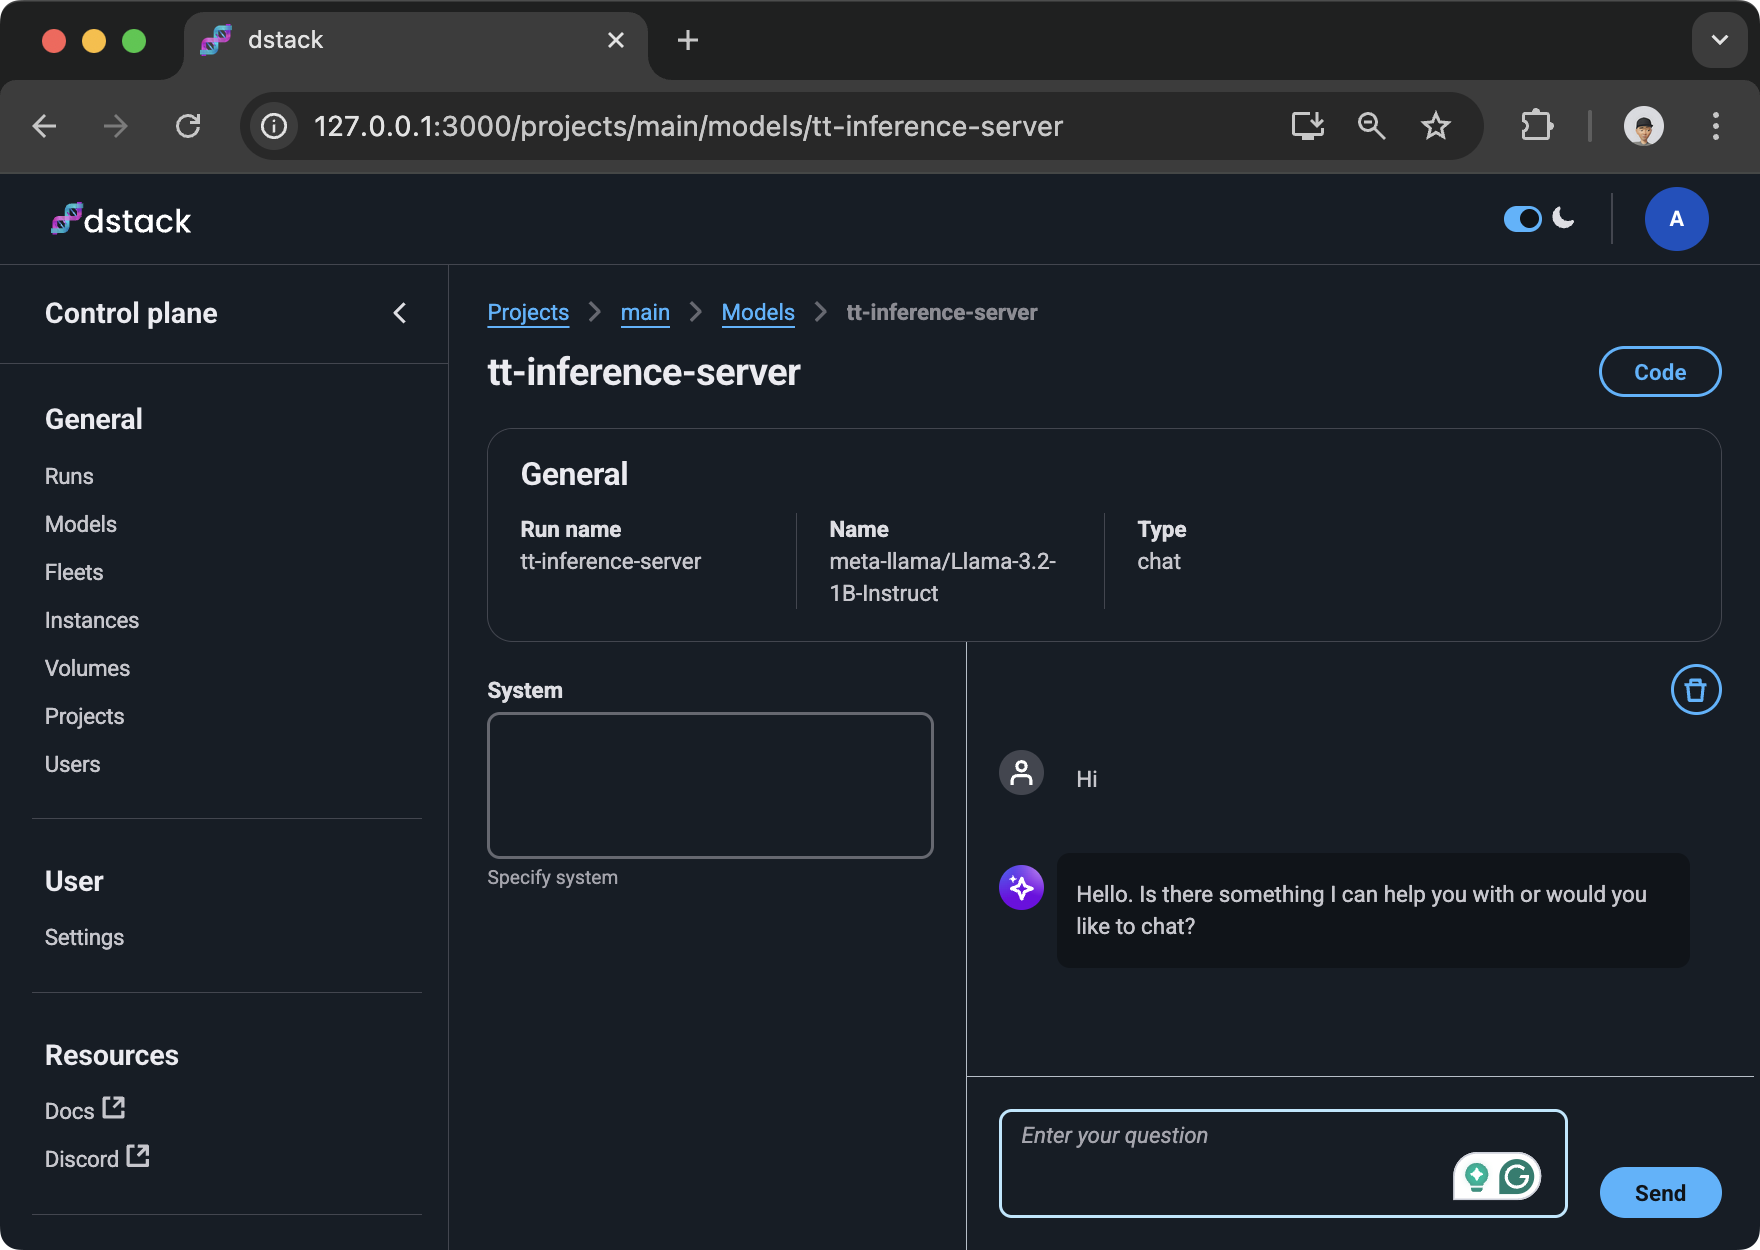 dstack
127.0.0.1:3000/projects/main/models/tt-inference-server
dstack
A
Control plane
General
Runs
Models
Fleets
Instances
Volumes
Projects
Users
User
Settings
Resources
Docs
Discord
Projects main Models tt-inference-server
tt-inference-server
Code
General
Run name
tt-inference-server
Name
meta-llama/Llama-3.2-
1B-Instruct
Type
chat
System
Specify system
Hi
Hello. Is there something I can help you with or would you
like to chat?
Enter your question
Send